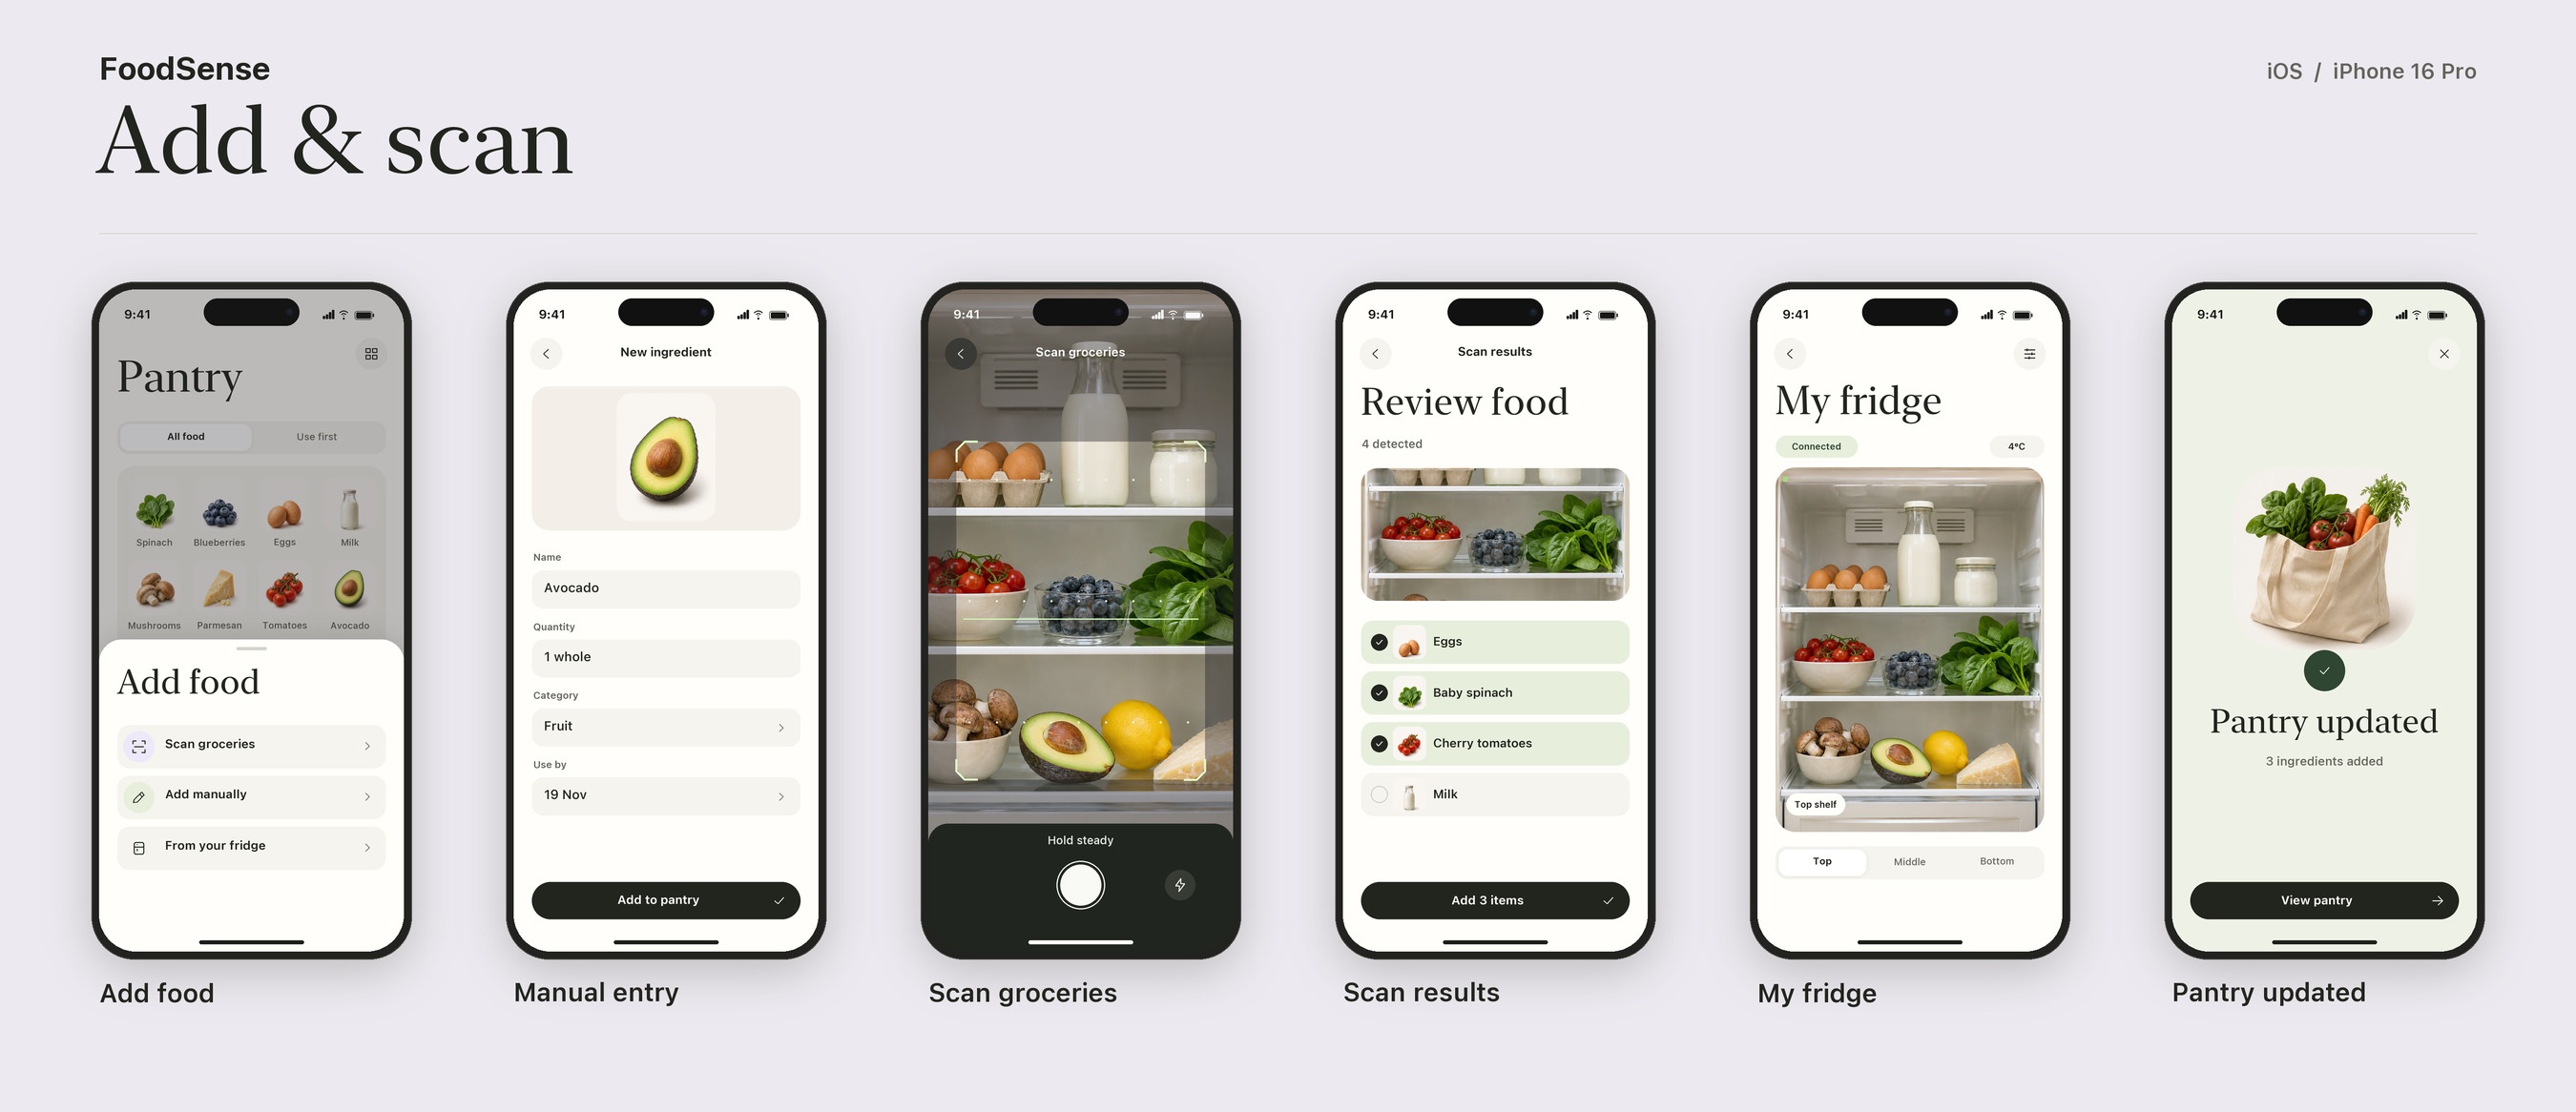 FoodSense
iOS / iPhone 16 Pro
Add & scan
9:41
Pantry
All food
Use first
Spinach
Blueberries
Eggs
Milk
Mushrooms
Parmesan
Tomatoes
Avocado
Add food
Scan groceries
Add manually
From your fridge
Add food
9:41
New ingredient
Name
Avocado
Quantity
1 whole
Category
Fruit
Use by
19 Nov
Add to pantry
Manual entry
9:41
Scan groceries
Hold steady
Scan groceries
9:41
Scan results
Review food
4 detected
Eggs
Baby spinach
Cherry tomatoes
Milk
Add 3 items
Scan results
9:41
My fridge
Connected
4°C
Top shelf
Top
Middle
Bottom
My fridge
9:41
Pantry updated
3 ingredients added
View pantry
Pantry updated